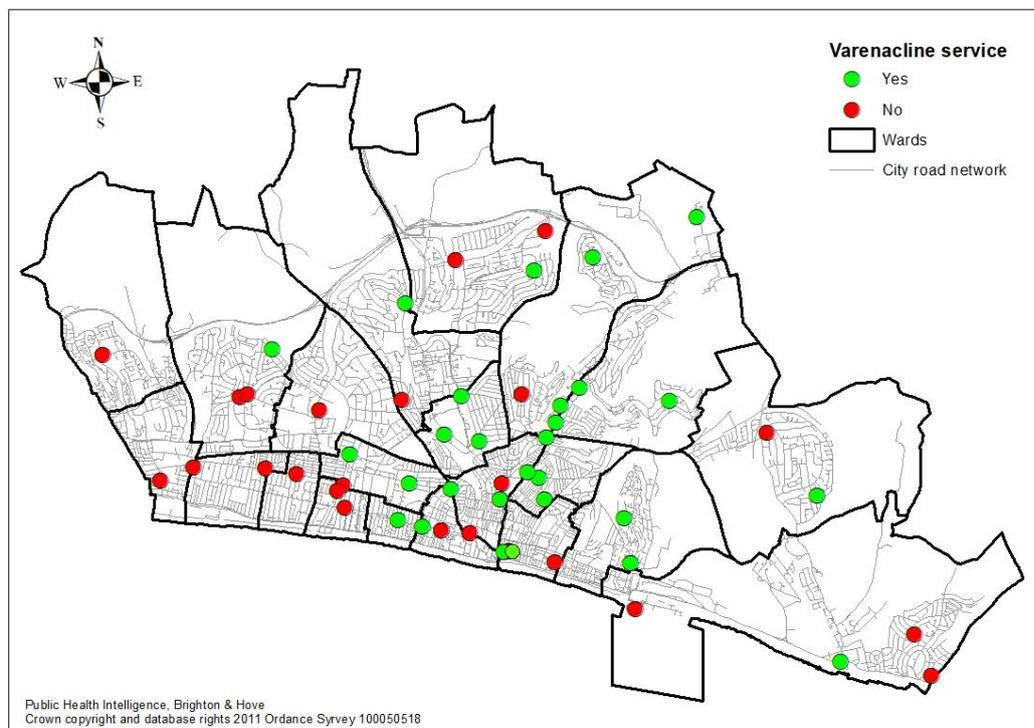 N
W E
S
Varenacline service
Yes
No
Wards
City road network
Public Health Intelligence, Brighton & Hove
Crown copyright and database rights 2011 Ordance Syrvey 100050518